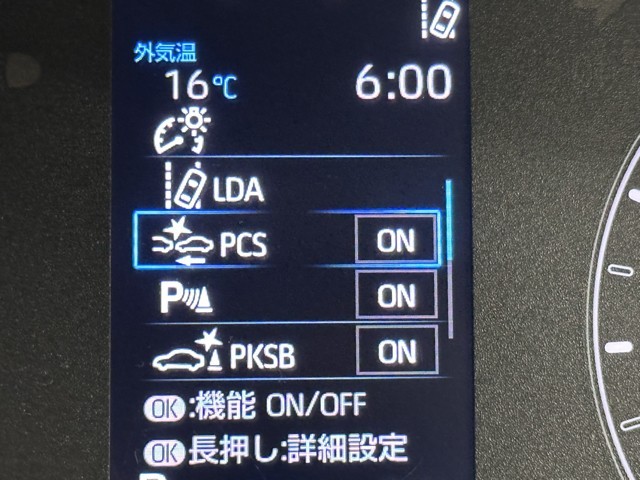 外気温
16℃ 6:00
LDA
PCS ON
P ON
PKSB ON
OK:機能 ON/OFF
OK長押し:詳細設定